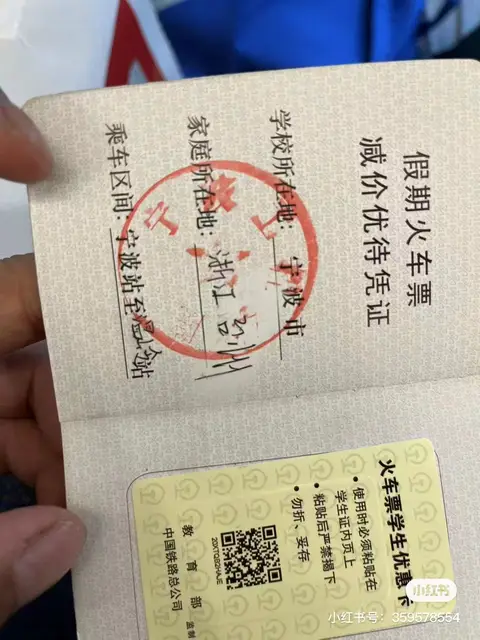 假期火车票
减价优待凭证
学校所在地: 宁波市
家庭所在地: 浙江 台州
乘车区间: 宁波站至温岭站
火车票学生优惠卡
• 使用时必须粘贴在
学生证内页上
• 粘贴后严禁揭下
• 勿折、妥存
教育部
中国铁路总公司 监制
小红书
小红书号: 359578554